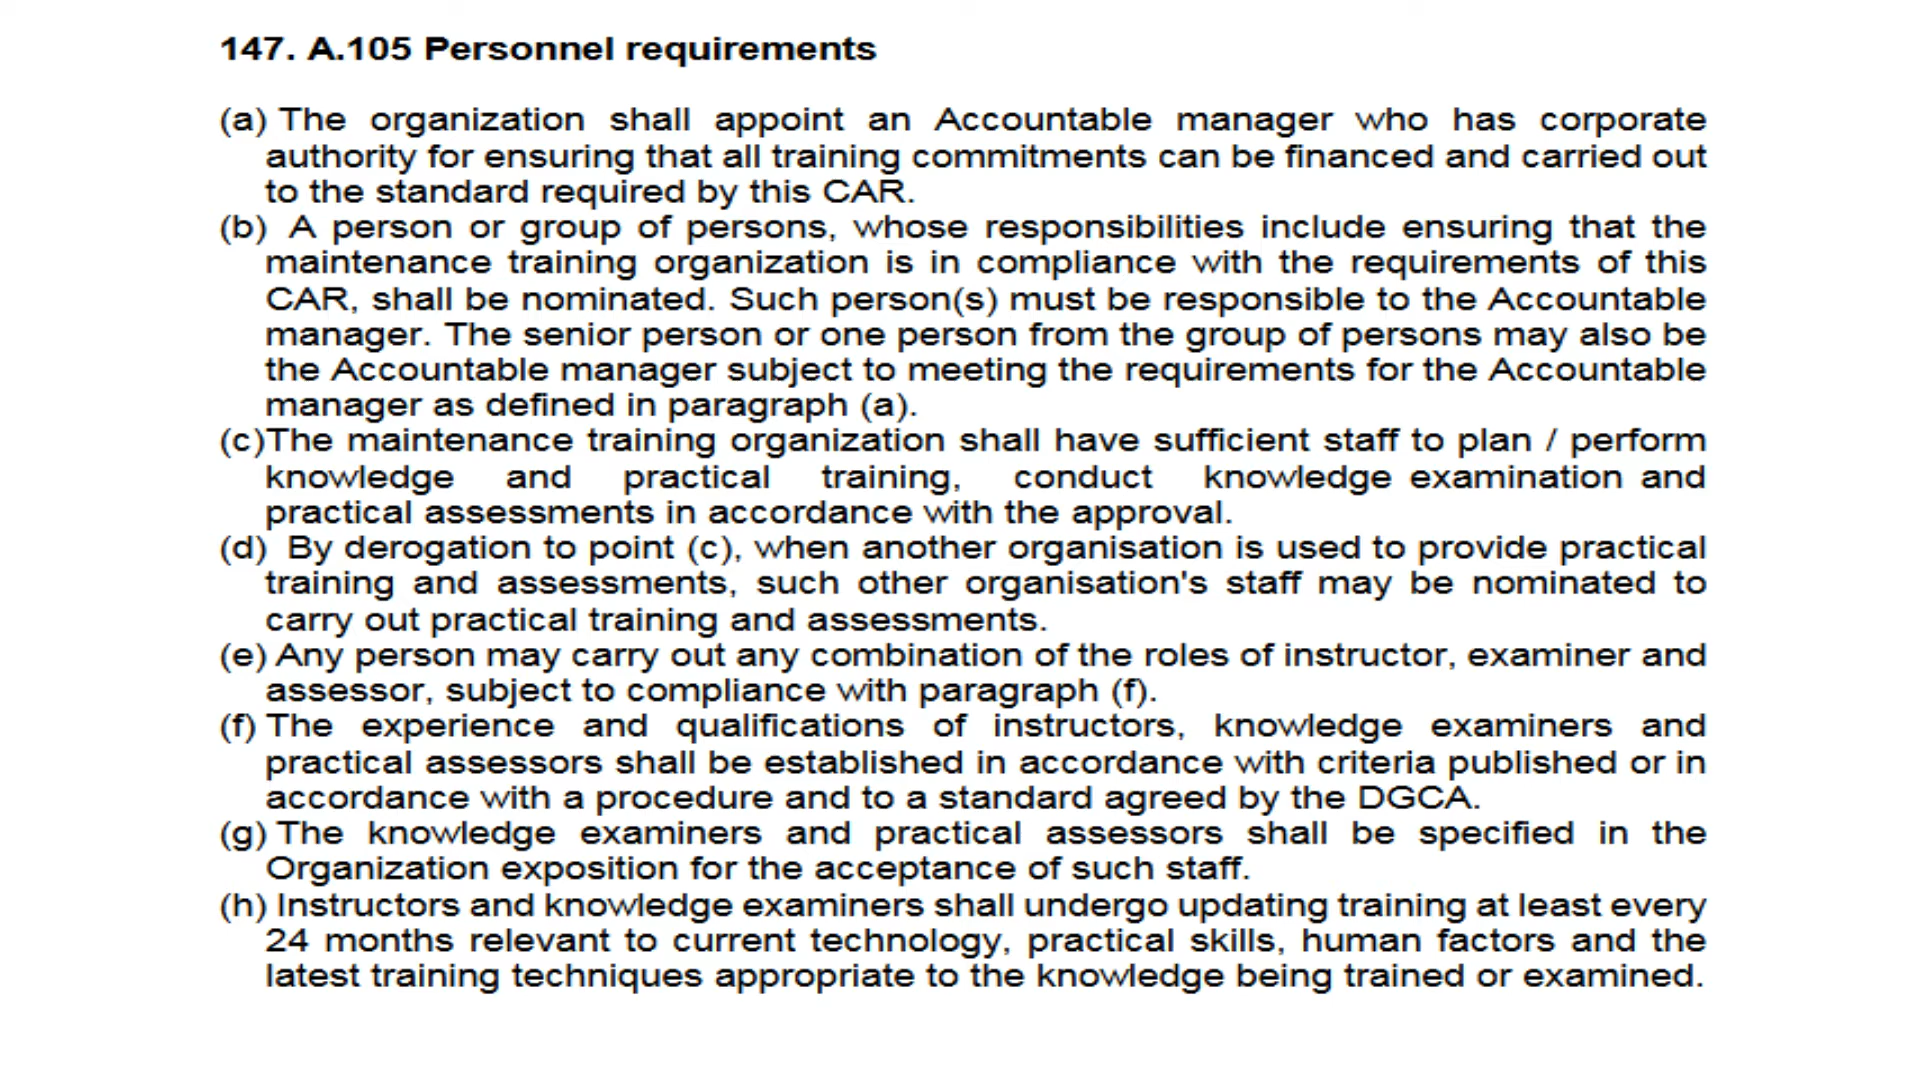 147. A.105 Personnel requirements
(a) The organization shall appoint an Accountable manager who has corporate
authority for ensuring that all training commitments can be financed and carried out
to the standard required by this CAR.
(b) A person or group of persons, whose responsibilities include ensuring that the
maintenance training organization is in compliance with the requirements of this
CAR, shall be nominated. Such person(s) must be responsible to the Accountable
manager. The senior person or one person from the group of persons may also be
the Accountable manager subject to meeting the requirements for the Accountable
manager as defined in paragraph (a).
(c)The maintenance training organization shall have sufficient staff to plan / perform
knowledge and practical training, conduct knowledge examination and
practical assessments in accordance with the approval.
(d) By derogation to point (c), when another organisation is used to provide practical
training and assessments, such other organisation's staff may be nominated to
carry out practical training and assessments.
(e) Any person may carry out any combination of the roles of instructor, examiner and
assessor, subject to compliance with paragraph (f).
(f) The experience and qualifications of instructors, knowledge examiners and
practical assessors shall be established in accordance with criteria published or in
accordance with a procedure and to a standard agreed by the DGCA.
(g) The knowledge examiners and practical assessors shall be specified in the
Organization exposition for the acceptance of such staff.
(h) Instructors and knowledge examiners shall undergo updating training at least every
24 months relevant to current technology, practical skills, human factors and the
latest training techniques appropriate to the knowledge being trained or examined.